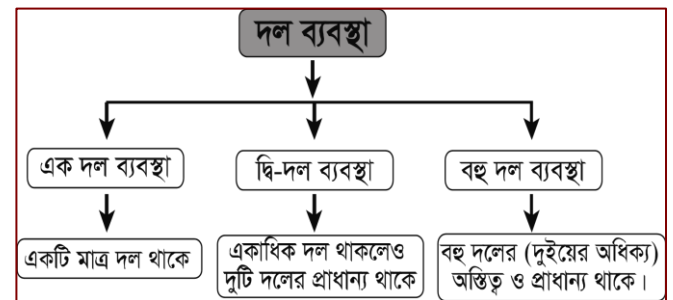 দল ব্যবস্থা
এক দল ব্যবস্থা
দ্বি-দল ব্যবস্থা
বহু দল ব্যবস্থা
একটি মাত্র দল থাকে
একাধিক দল থাকলেও
দুটি দলের প্রাধান্য থাকে
বহু দলের (দুইয়ের অধিক্য)
অস্তিত্ব ও প্রাধান্য থাকে।